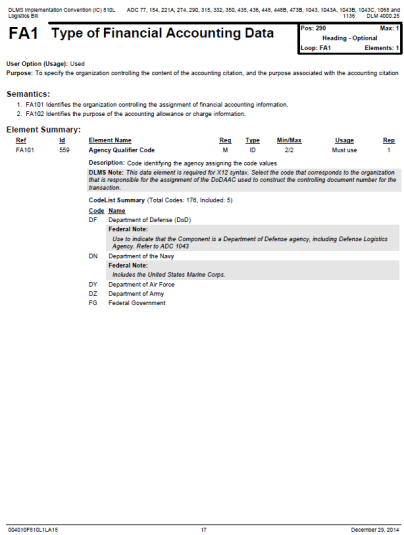 DLMS Implementation Convention (IC) 810L ADC 77, 154, 221A, 274, 290, 315, 332, 350, 435, 436, 445, 446B, 473B, 1043, 1043A, 1043B, 1043C, 1068 and
Logistics Bill 1136 DLM 4000.25
FA1 Type of Financial Accounting Data
Pos: 290 Max: 1
Heading - Optional
Loop: FA1 Elements: 1
User Option (Usage): Used
Purpose: To specify the organization controlling the content of the accounting citation, and the purpose associated with the accounting citation
Semantics:
1. FA101 Identifies the organization controlling the assignment of financial accounting information.
2. FA102 Identifies the purpose of the accounting allowance or charge information.
Element Summary:
Ref Id Element Name Req Type Min/Max Usage Rep
FA101 559 Agency Qualifier Code M ID 2/2 Must use 1
Description: Code identifying the agency assigning the code values
DLMS Note: This data element is required for X12 syntax. Select the code that corresponds to the organization
that is responsible for the assignment of the DoDAAC used to construct the controlling document number for the
transaction.
CodeList Summary (Total Codes: 176, Included: 5)
Code Name
DF Department of Defense (DoD)
Federal Note:
Use to indicate that the Component is a Department of Defense agency, including Defense Logistics
Agency. Refer to ADC 1043
DN Department of the Navy
Federal Note:
Includes the United States Marine Corps.
DY Department of Air Force
DZ Department of Army
FG Federal Government
004010F810L1LA18 17 December 29, 2014